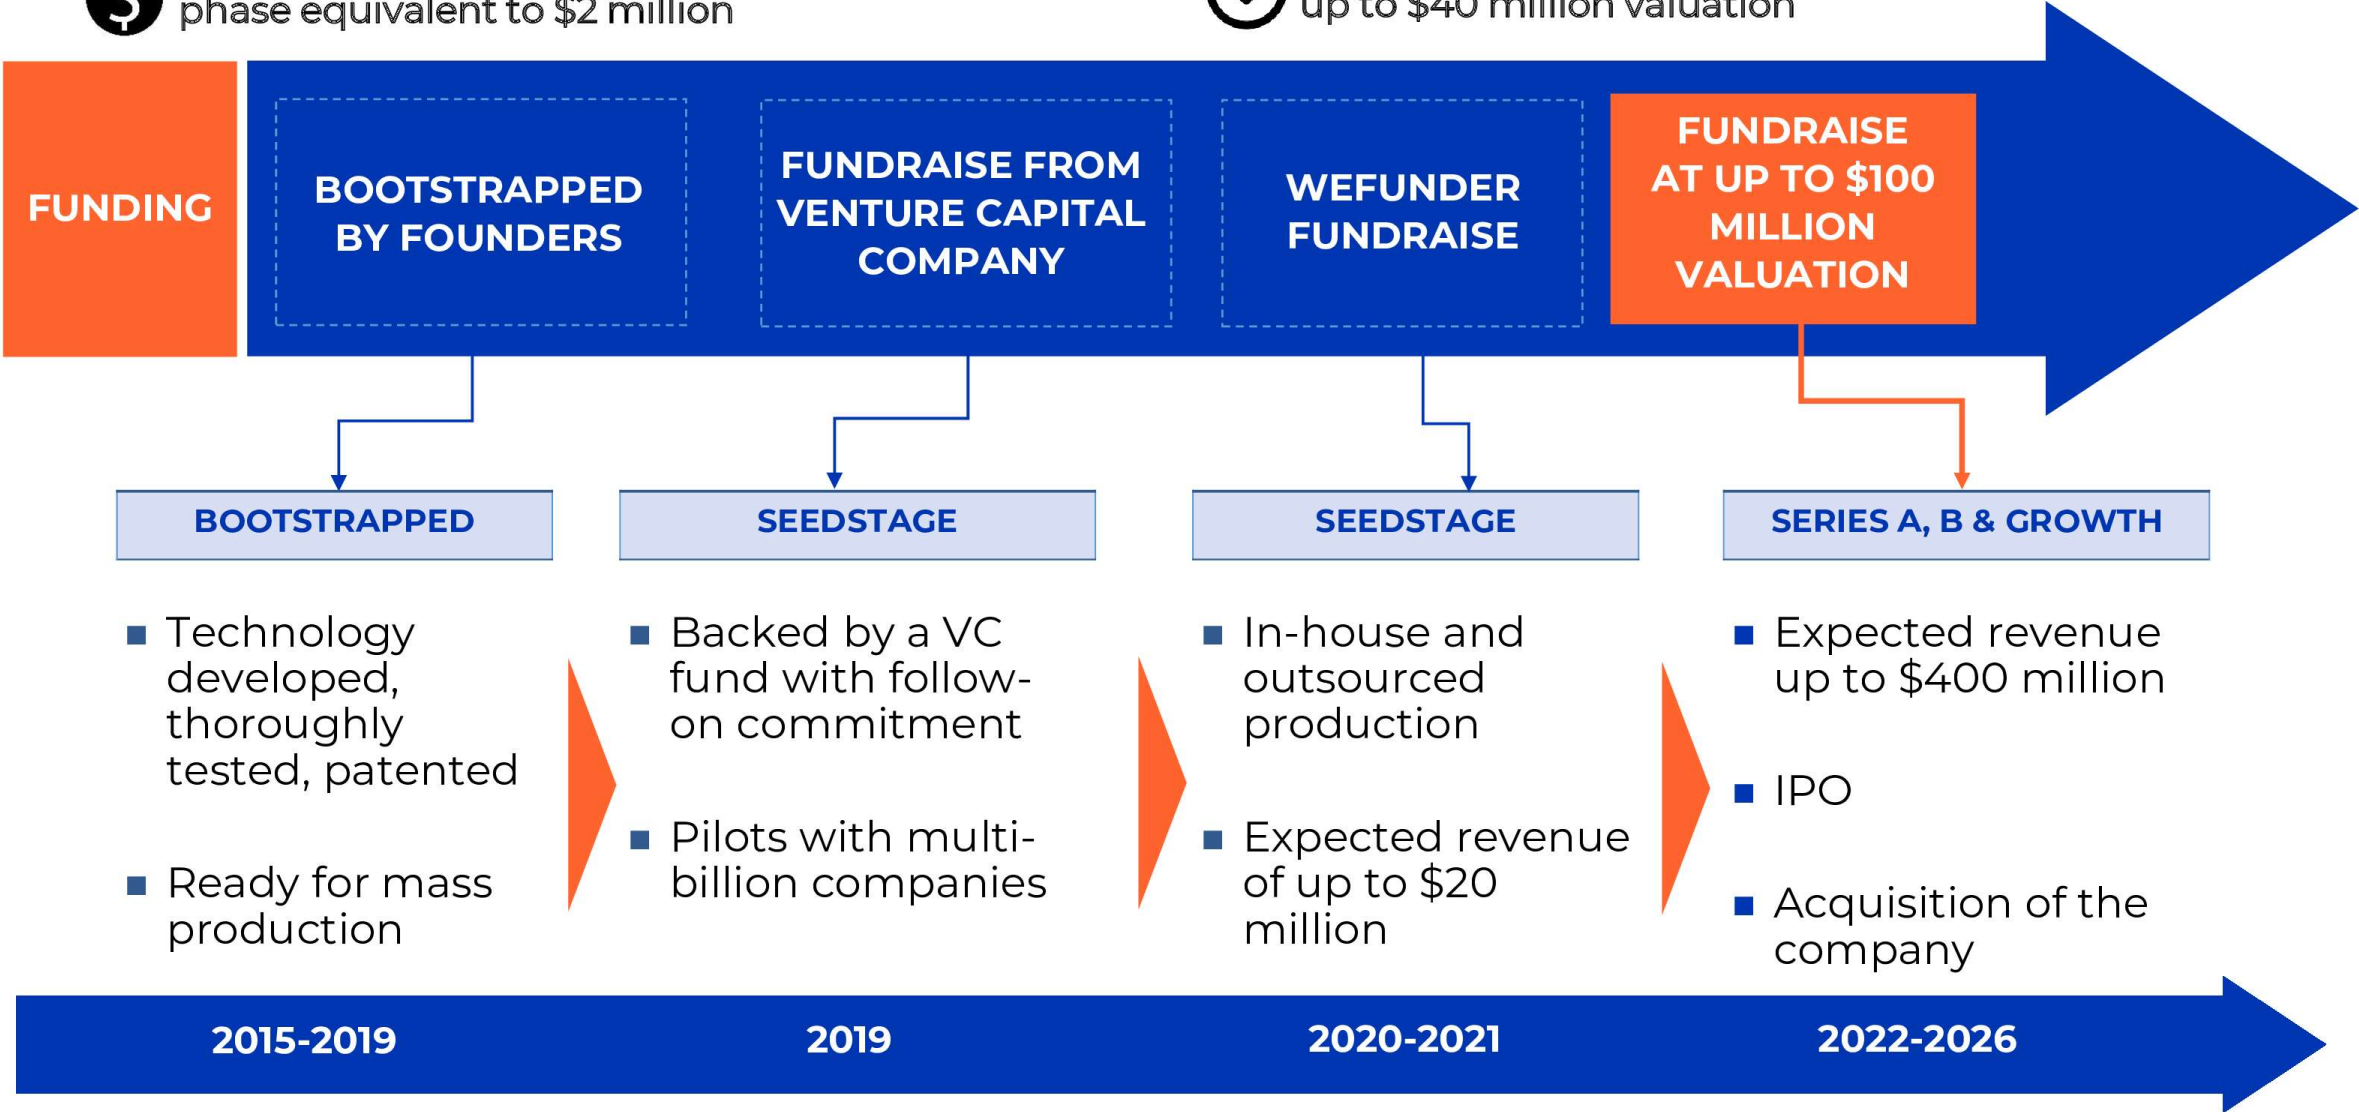 phase equivalent to $2 million
up to $40 million valuation
FUNDING
BOOTSTRAPPED
BY FOUNDERS
FUNDRAISE FROM
VENTURE CAPITAL
COMPANY
WEFUNDER
FUNDRAISE
FUNDRAISE
AT UP TO $100
MILLION
VALUATION
BOOTSTRAPPED
SEEDSTAGE
SEEDSTAGE
SERIES A, B & GROWTH
Technology
developed,
thoroughly
tested, patented
Ready for mass
production
Backed by a VC
fund with follow-
on commitment
Pilots with multi-
billion companies
In-house and
outsourced
production
Expected revenue
of up to $20
million
Expected revenue
up to $400 million
IPO
Acquisition of the
company
2015-2019
2019
2020-2021
2022-2026